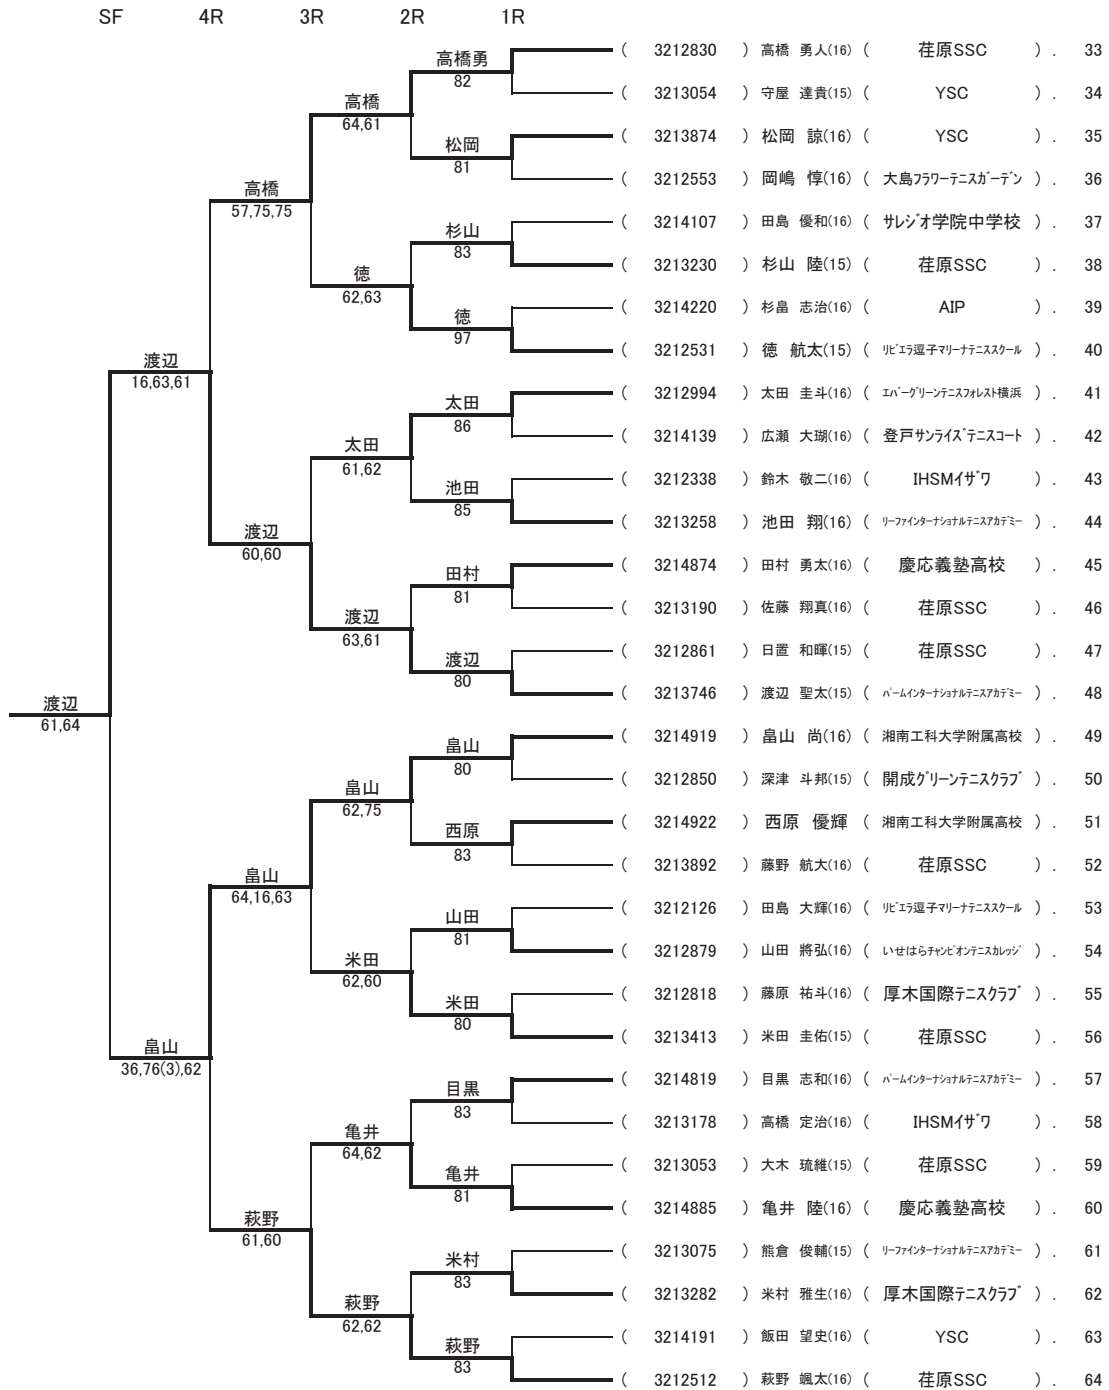 SF 4R 3R 2R 1R
( 3212830 ) 高橋 勇人(16) ( 荏原SSC ) . 33
高橋勇
82
( 3213054 ) 守屋 達貴(15) ( YSC ) . 34
高橋
64,61
( 3213874 ) 松岡 諒(16) ( YSC ) . 35
松岡
81
( 3212553 ) 岡嶋 惇(16) ( 大島フラワーテニスガーデン ) . 36
高橋
57,75,75
( 3214107 ) 田島 優和(16) ( サレジオ学院中学校 ) . 37
杉山
83
( 3213230 ) 杉山 陸(15) ( 荏原SSC ) . 38
徳
62,63
( 3214220 ) 杉畠 志治(16) ( AIP ) . 39
徳
97
( 3212531 ) 徳 航太(15) ( リビエラ逗子マリーナテニススクール ) . 40
渡辺
16,63,61
( 3212994 ) 太田 圭斗(16) ( エバーグリーンテニスフォレスト横浜 ) . 41
太田
86
( 3214139 ) 広瀬 大瑚(16) ( 登戸サンライズテニスコート ) . 42
太田
61,62
( 3212338 ) 鈴木 敬二(16) ( IHSMイザワ ) . 43
池田
85
( 3213258 ) 池田 翔(16) ( リーファインターナショナルテニスアカデミー ) . 44
渡辺
60,60
( 3214874 ) 田村 勇太(16) ( 慶応義塾高校 ) . 45
田村
81
( 3213190 ) 佐藤 翔真(16) ( 荏原SSC ) . 46
渡辺
63,61
( 3212861 ) 日置 和暉(15) ( 荏原SSC ) . 47
渡辺
80
( 3213746 ) 渡辺 聖太(15) ( パームインターナショナルテニスアカデミー ) . 48
渡辺
61,64
( 3214919 ) 畠山 尚(16) ( 湘南工科大学附属高校 ) . 49
畠山
80
( 3212850 ) 深津 斗邦(15) ( 開成グリーンテニスクラブ ) . 50
畠山
62,75
( 3214922 ) 西原 優輝 ( 湘南工科大学附属高校 ) . 51
西原
83
( 3213892 ) 藤野 航大(16) ( 荏原SSC ) . 52
畠山
64,16,63
( 3212126 ) 田島 大輝(16) ( リビエラ逗子マリーナテニススクール ) . 53
山田
81
( 3212879 ) 山田 將弘(16) ( いせはらチャンピオンテニスカレッジ ) . 54
米田
62,60
( 3212818 ) 藤原 祐斗(16) ( 厚木国際テニスクラブ ) . 55
米田
80
( 3213413 ) 米田 圭佑(15) ( 荏原SSC ) . 56
畠山
36,76(3),62
( 3214819 ) 目黒 志和(16) ( パームインターナショナルテニスアカデミー ) . 57
目黒
83
( 3213178 ) 高橋 定治(16) ( IHSMイザワ ) . 58
亀井
64,62
( 3213053 ) 大木 琉維(15) ( 荏原SSC ) . 59
亀井
81
( 3214885 ) 亀井 陸(16) ( 慶応義塾高校 ) . 60
萩野
61,60
( 3213075 ) 熊倉 俊輔(15) ( リーファインターナショナルテニスアカデミー ) . 61
米村
83
( 3213282 ) 米村 雅生(16) ( 厚木国際テニスクラブ ) . 62
萩野
62,62
( 3214191 ) 飯田 望史(16) ( YSC ) . 63
萩野
83
( 3212512 ) 萩野 颯太(16) ( 荏原SSC ) . 64